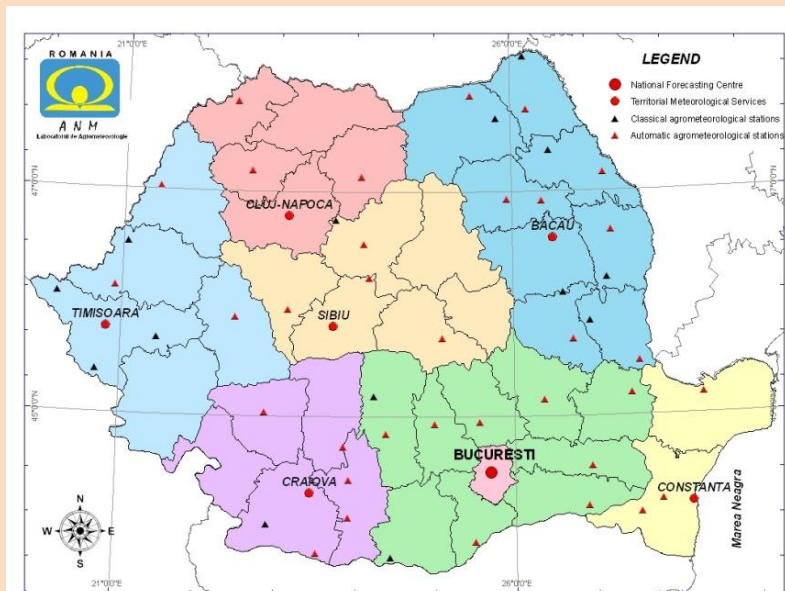 21°0'0"E
26°0'0"E
ROMANIA
A N M
Laboratorul de Agrometeorologie
LEGEND
National Forecasting Centre
Territorial Meteorological Services
Classical agrometeorological stations
Automatic agrometeorological stations
47°0'0"N
47°0'0"N
CLUJ-NAPOCA
BACAU
TIMISOARA
SIBIU
45°0'0"N
45°0'0"N
BUCURESTI
CRAIOVA
CONSTANTA
Marea Neagra
N
W
E
S
21°0'0"E
26°0'0"E